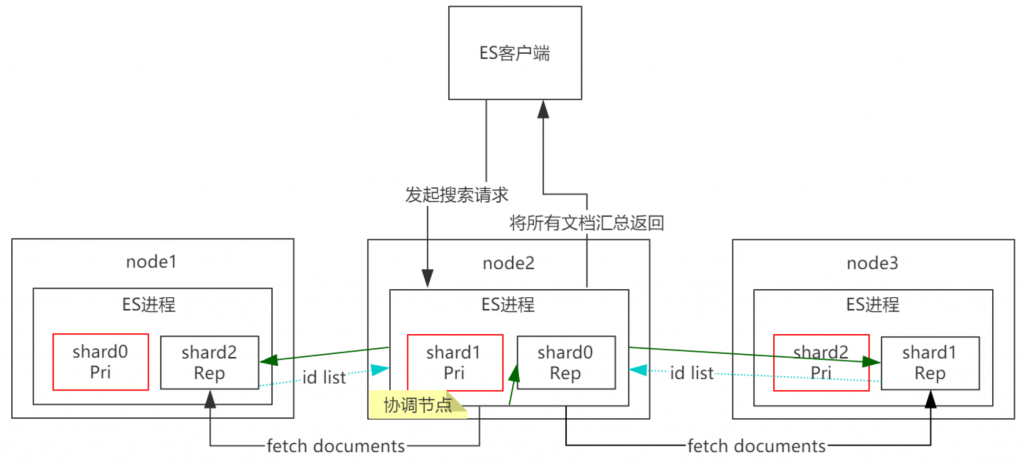 ES客户端
发起搜索请求
将所有文档汇总返回
node1
ES进程
shard0
Pri
shard2
Rep
id list
node2
ES进程
shard1
Pri
shard0
Rep
协调节点
id list
node3
ES进程
shard2
Pri
shard1
Rep
fetch documents
fetch documents